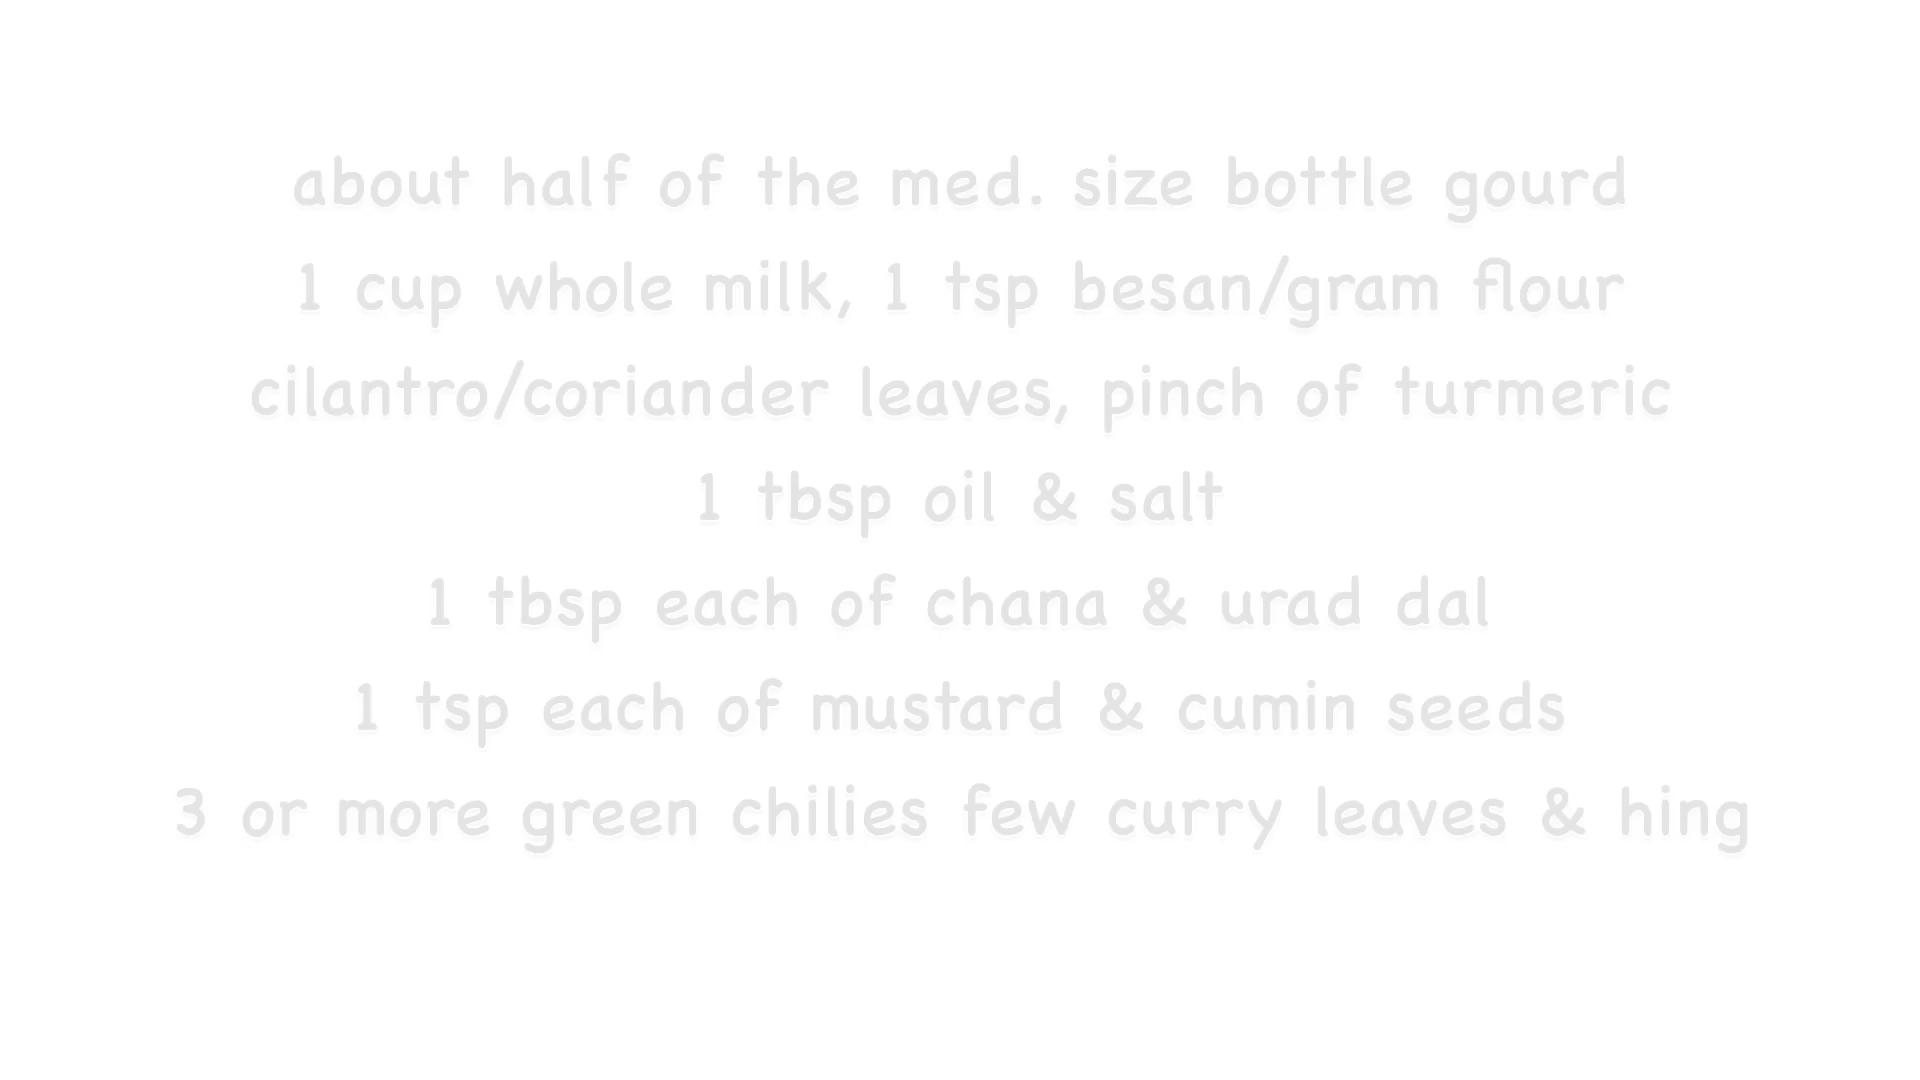 about half of the med. size bottle gourd
1 cup whole milk, 1 tsp besan/gram flour
cilantro/coriander leaves, pinch of turmeric
1 tbsp oil & salt
1 tbsp each of chana & urad dal
1 tsp each of mustard & cumin seeds
3 or more green chilies few curry leaves & hing